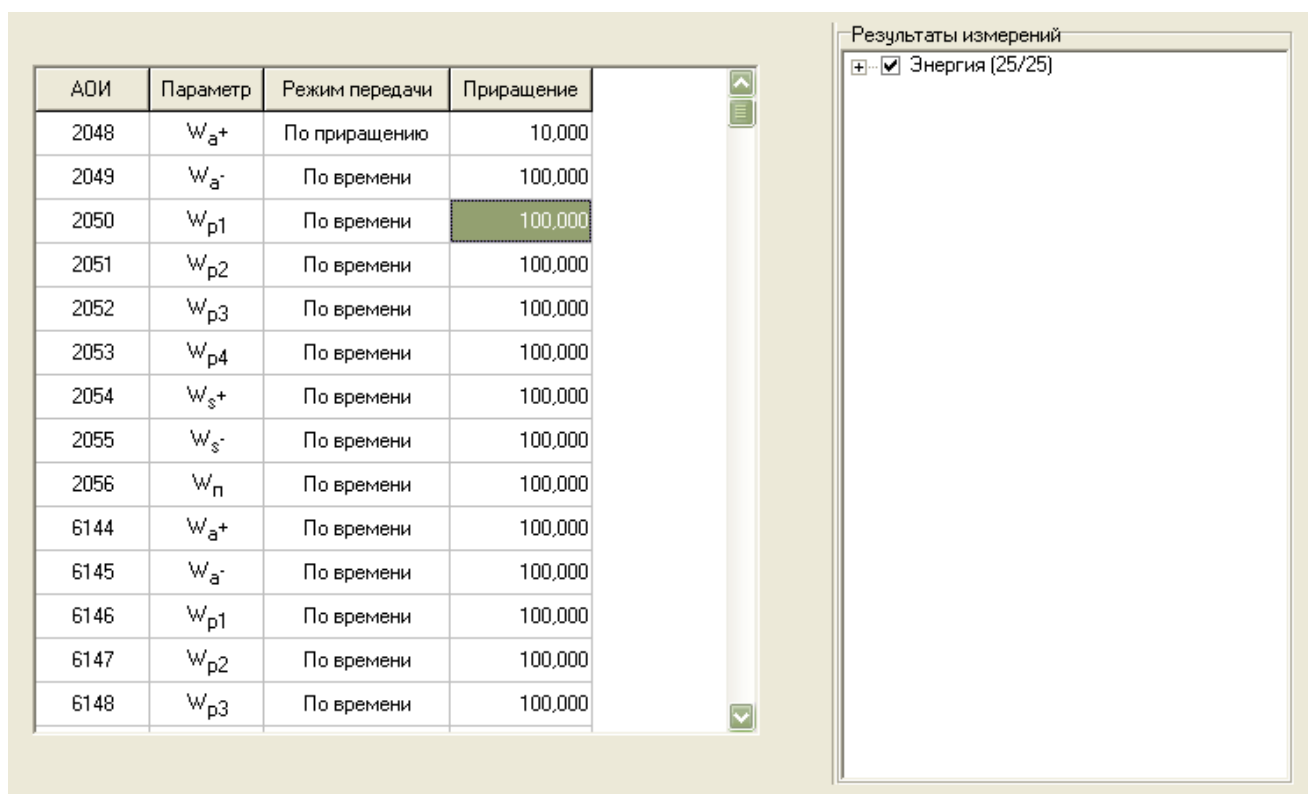 АОИ Параметр Режим передачи Приращение
2048 Wa+ По приращению 10,000
2049 Wa- По времени 100,000
2050 Wp1 По времени 100,000
2051 Wp2 По времени 100,000
2052 Wp3 По времени 100,000
2053 Wp4 По времени 100,000
2054 Ws+ По времени 100,000
2055 Ws- По времени 100,000
2056 Wп По времени 100,000
6144 Wa+ По времени 100,000
6145 Wa- По времени 100,000
6146 Wp1 По времени 100,000
6147 Wp2 По времени 100,000
6148 Wp3 По времени 100,000
Результаты измерений
Энергия (25/25)